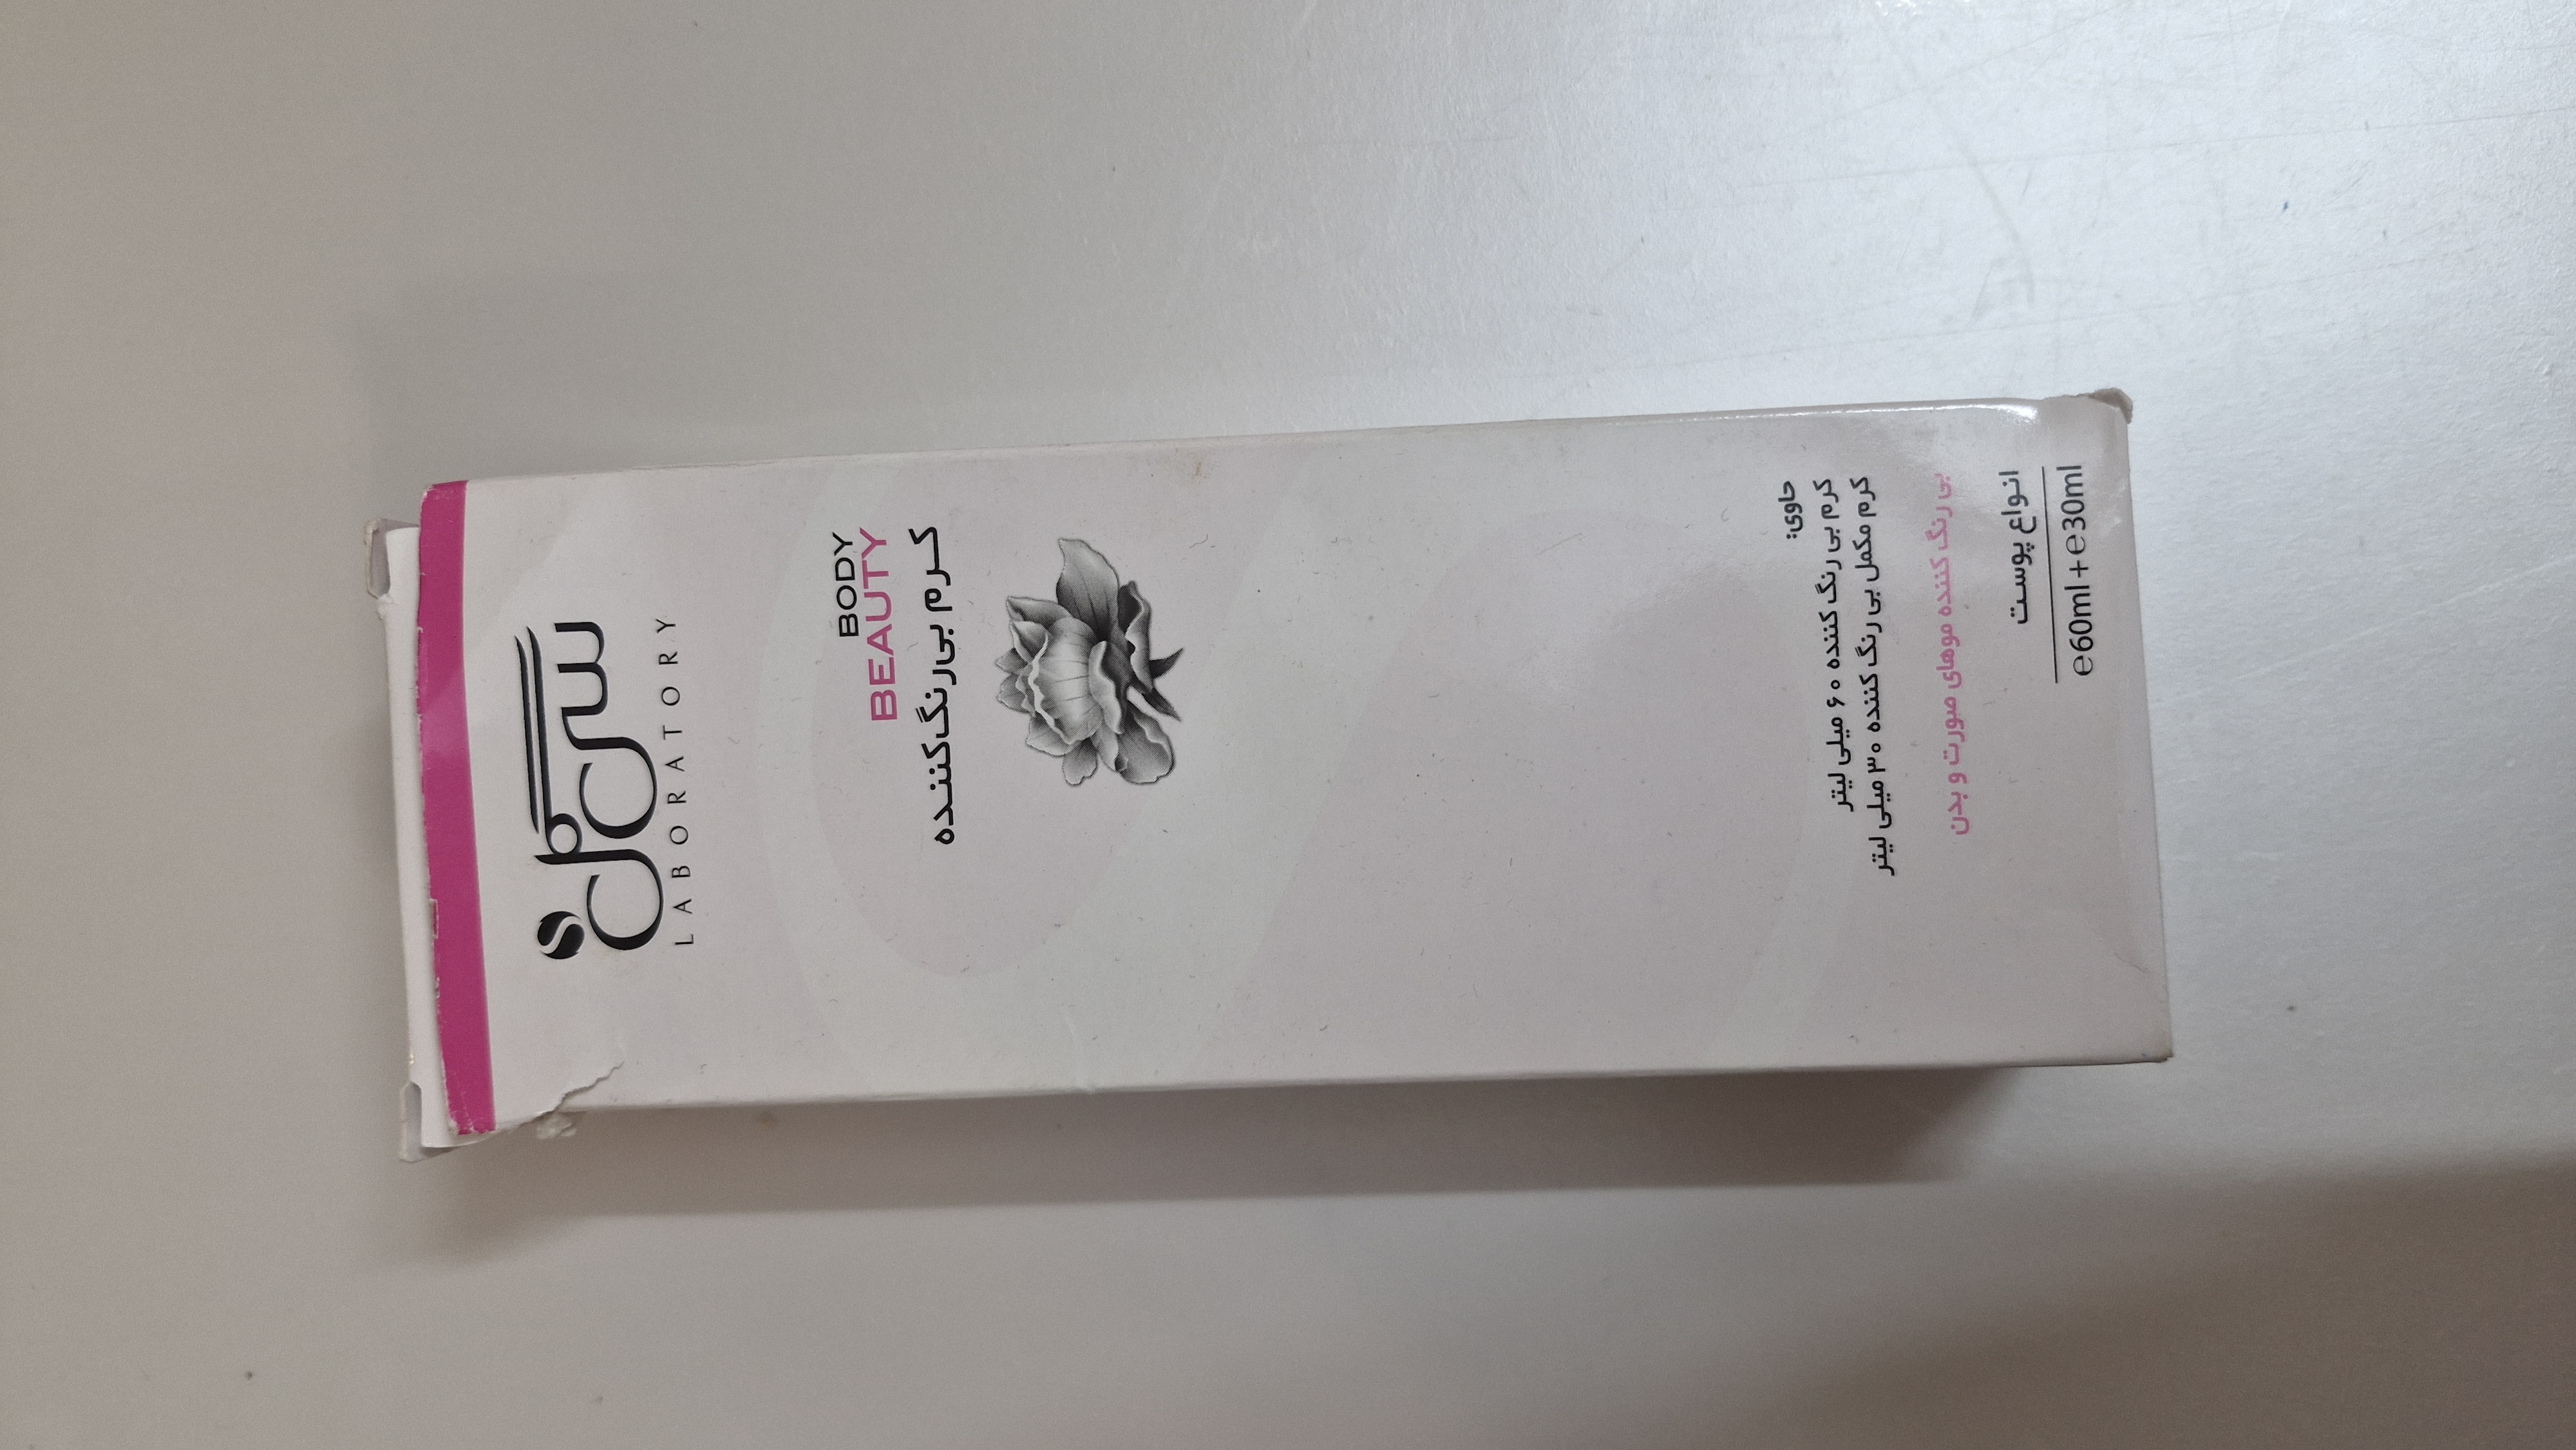 سی گل
LABORATORY
BODY
BEAUTY
کرم بی‌رنگ‌کننده
حاوی:
کرم بی رنگ کننده ۶۰ میلی لیتر
کرم مکمل بی رنگ کننده ۳۰ میلی لیتر
بی رنگ کننده موهای صورت و بدن
انواع پوست
e60ml+e30ml